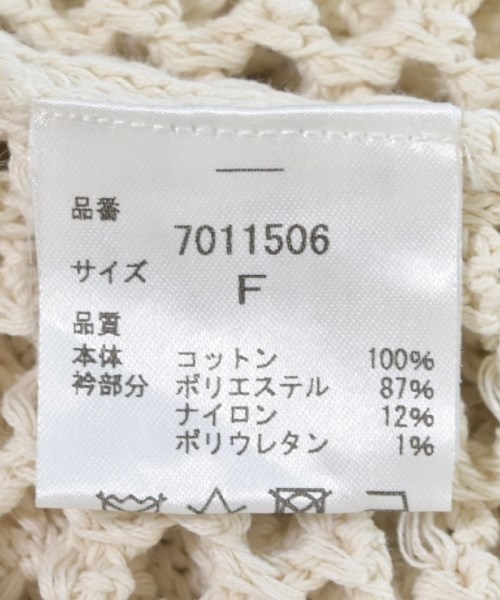 品番
7011506
サイズ
F
品質
本体 コットン 100%
衿部分 ポリエステル 87%
ナイロン 12%
ポリウレタン 1%